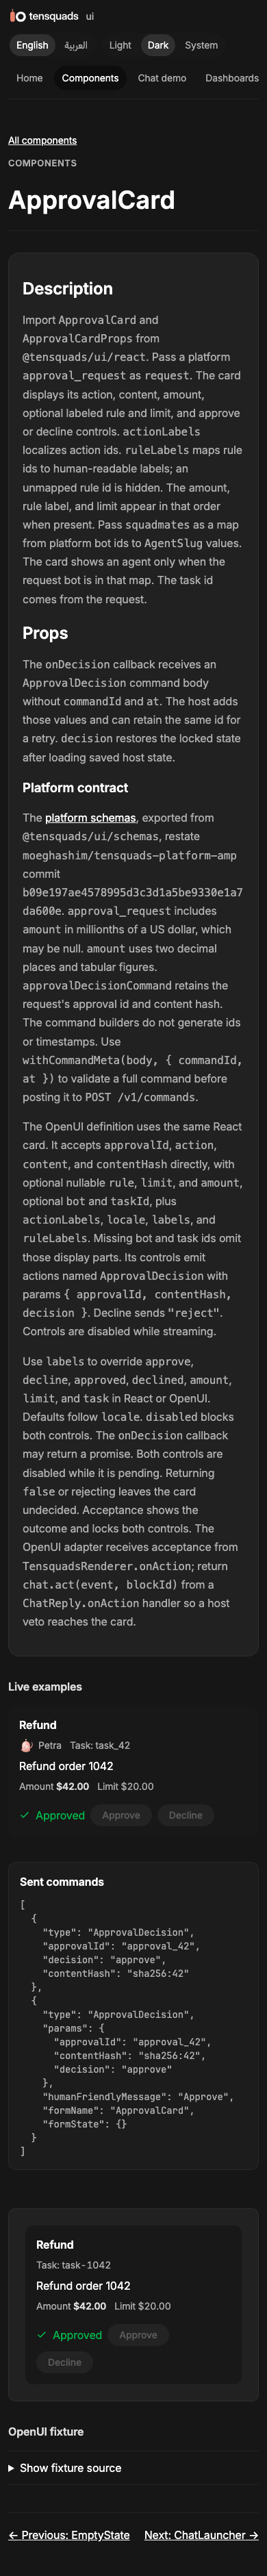 tensquads ui
English العربية Light Dark System
Home Components Chat demo Dashboards
All components
COMPONENTS
ApprovalCard
Description
Import ApprovalCard and
ApprovalCardProps from
@tensquads/ui/react. Pass a platform
approval_request as request. The card
displays its action, content, amount,
optional labeled rule and limit, and approve
or decline controls. actionLabels
localizes action ids. ruleLabels maps rule
ids to human-readable labels; an
unmapped rule id is hidden. The amount,
rule label, and limit appear in that order
when present. Pass squadmates as a map
from platform bot ids to AgentSlug values.
The card shows an agent only when the
request bot is in that map. The task id
comes from the request.
Props
The onDecision callback receives an
ApprovalDecision command body
without commandId and at. The host adds
those values and can retain the same id for
a retry. decision restores the locked state
after loading saved host state.
Platform contract
The platform schemas, exported from
@tensquads/ui/schemas, restate
moeghashim/tensquads-platform-amp
commit
b09e197ae4578995d3c3d1a5be9330e1a7
da600e. approval_request includes
amount in millionths of a US dollar, which
may be null. amount uses two decimal
places and tabular figures.
approvalDecisionCommand retains the
request's approval id and content hash.
The command builders do not generate ids
or timestamps. Use
withCommandMeta(body, { commandId,
at }) to validate a full command before
posting it to POST /v1/commands.
The OpenUI definition uses the same React
card. It accepts approvalId, action,
content, and contentHash directly, with
optional nullable rule, limit, and amount,
optional bot and taskId, plus
actionLabels, locale, labels, and
ruleLabels. Missing bot and task ids omit
those display parts. Its controls emit
actions named ApprovalDecision with
params { approvalId, contentHash,
decision }. Decline sends "reject".
Controls are disabled while streaming.
Use labels to override approve,
decline, approved, declined, amount,
limit, and task in React or OpenUI.
Defaults follow locale. disabled blocks
both controls. The onDecision callback
may return a promise. Both controls are
disabled while it is pending. Returning
false or rejecting leaves the card
undecided. Acceptance shows the
outcome and locks both controls. The
OpenUI adapter receives acceptance from
TensquadsRenderer.onAction; return
chat.act(event, blockId) from a
ChatReply.onAction handler so a host
veto reaches the card.
Live examples
Refund
Petra Task: task_42
Refund order 1042
Amount $42.00 Limit $20.00
Approved Approve Decline
Sent commands
[
{
"type": "ApprovalDecision",
"approvalId": "approval_42",
"decision": "approve",
"contentHash": "sha256:42"
},
{
"type": "ApprovalDecision",
"params": {
"approvalId": "approval_42",
"contentHash": "sha256:42",
"decision": "approve"
},
"humanFriendlyMessage": "Approve",
"formName": "ApprovalCard",
"formState": {}
}
]
Refund
Task: task-1042
Refund order 1042
Amount $42.00 Limit $20.00
Approved Approve
Decline
OpenUI fixture
Show fixture source
← Previous: EmptyState Next: ChatLauncher →